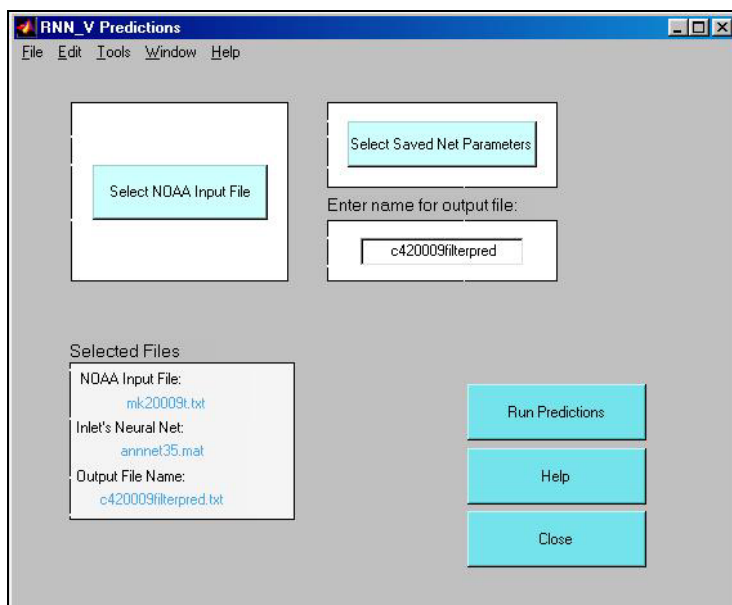 RNN_V Predictions
File Edit Tools Window Help
Select NOAA Input File
Select Saved Net Parameters
Enter name for output file:
c420009filterpred
Selected Files
NOAA Input File:
mk20009t.txt
Inlet's Neural Net:
annnet35.mat
Output File Name:
c420009filterpred.txt
Run Predictions
Help
Close